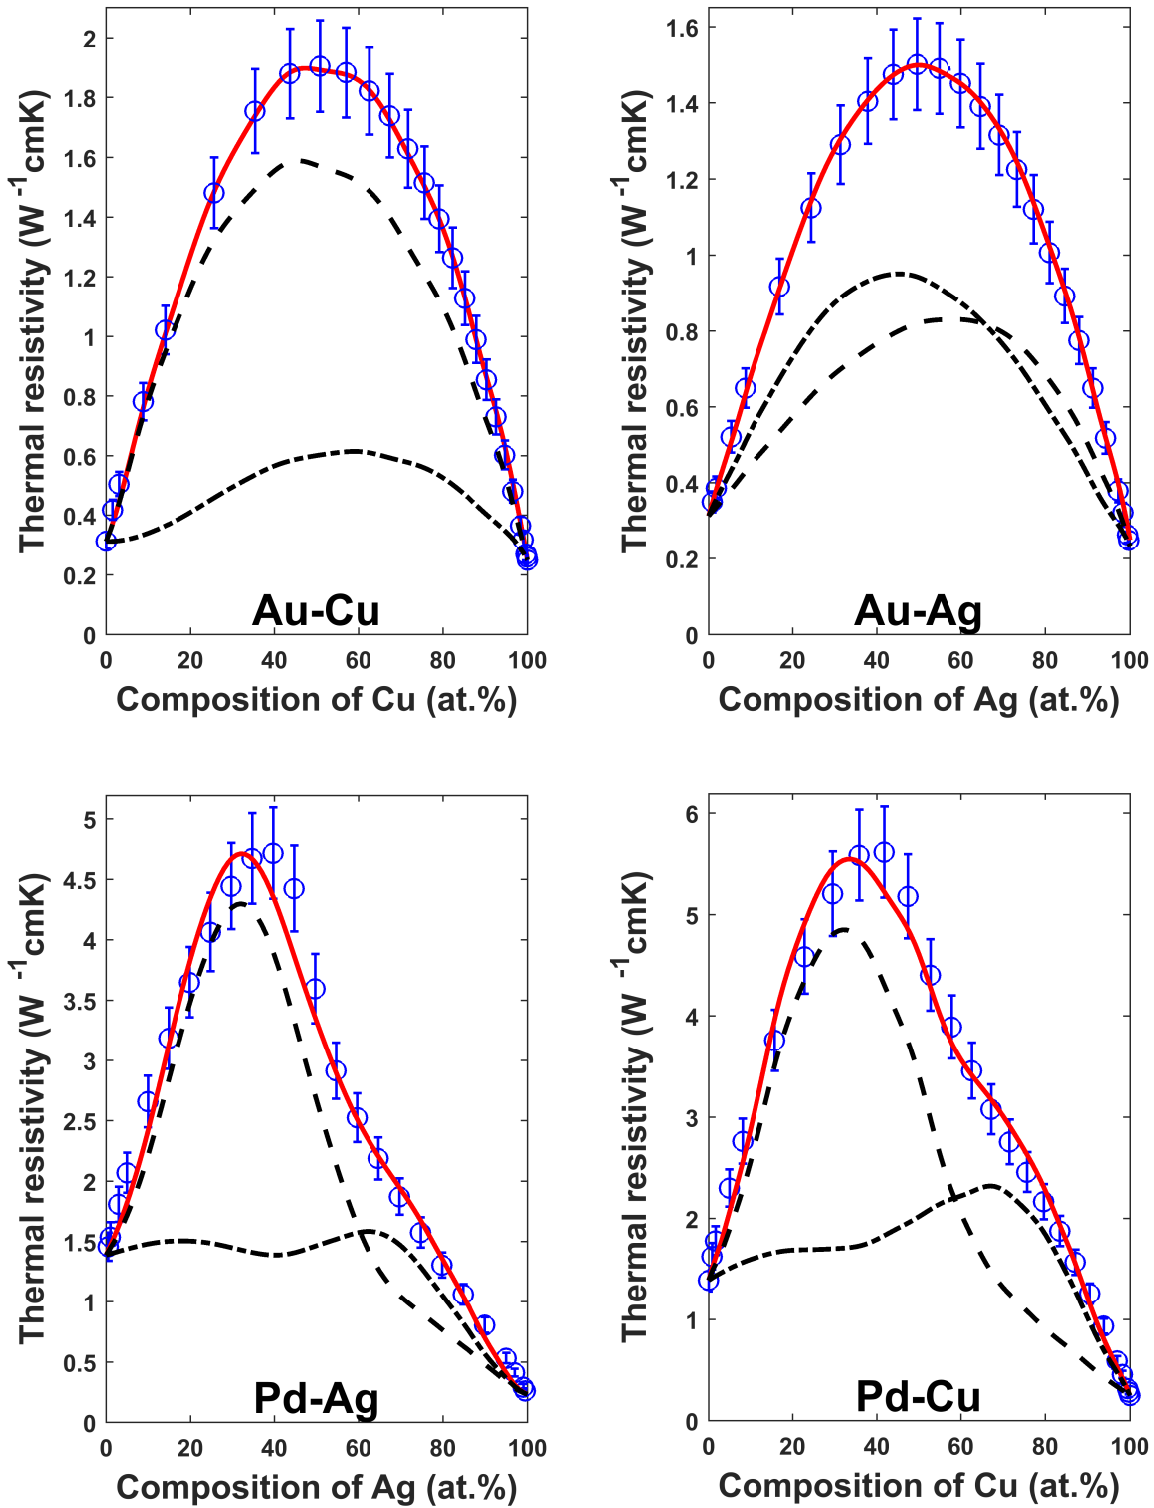 Thermal resistivity (W -1cmK)
2
1.8
1.6
1.4
1.2
1
0.8
0.6
0.4
0.2
0
Au-Cu
0 20 40 60 80 100
Composition of Cu (at.%)
Thermal resistivity (W -1cmK)
1.6
1.4
1.2
1
0.8
0.6
0.4
0.2
0
Au-Ag
0 20 40 60 80 100
Composition of Ag (at.%)
Thermal resistivity (W -1cmK)
5
4.5
4
3.5
3
2.5
2
1.5
1
0.5
0
Pd-Ag
0 20 40 60 80 100
Composition of Ag (at.%)
Thermal resistivity (W -1cmK)
6
5
4
3
2
1
0
Pd-Cu
0 20 40 60 80 100
Composition of Cu (at.%)